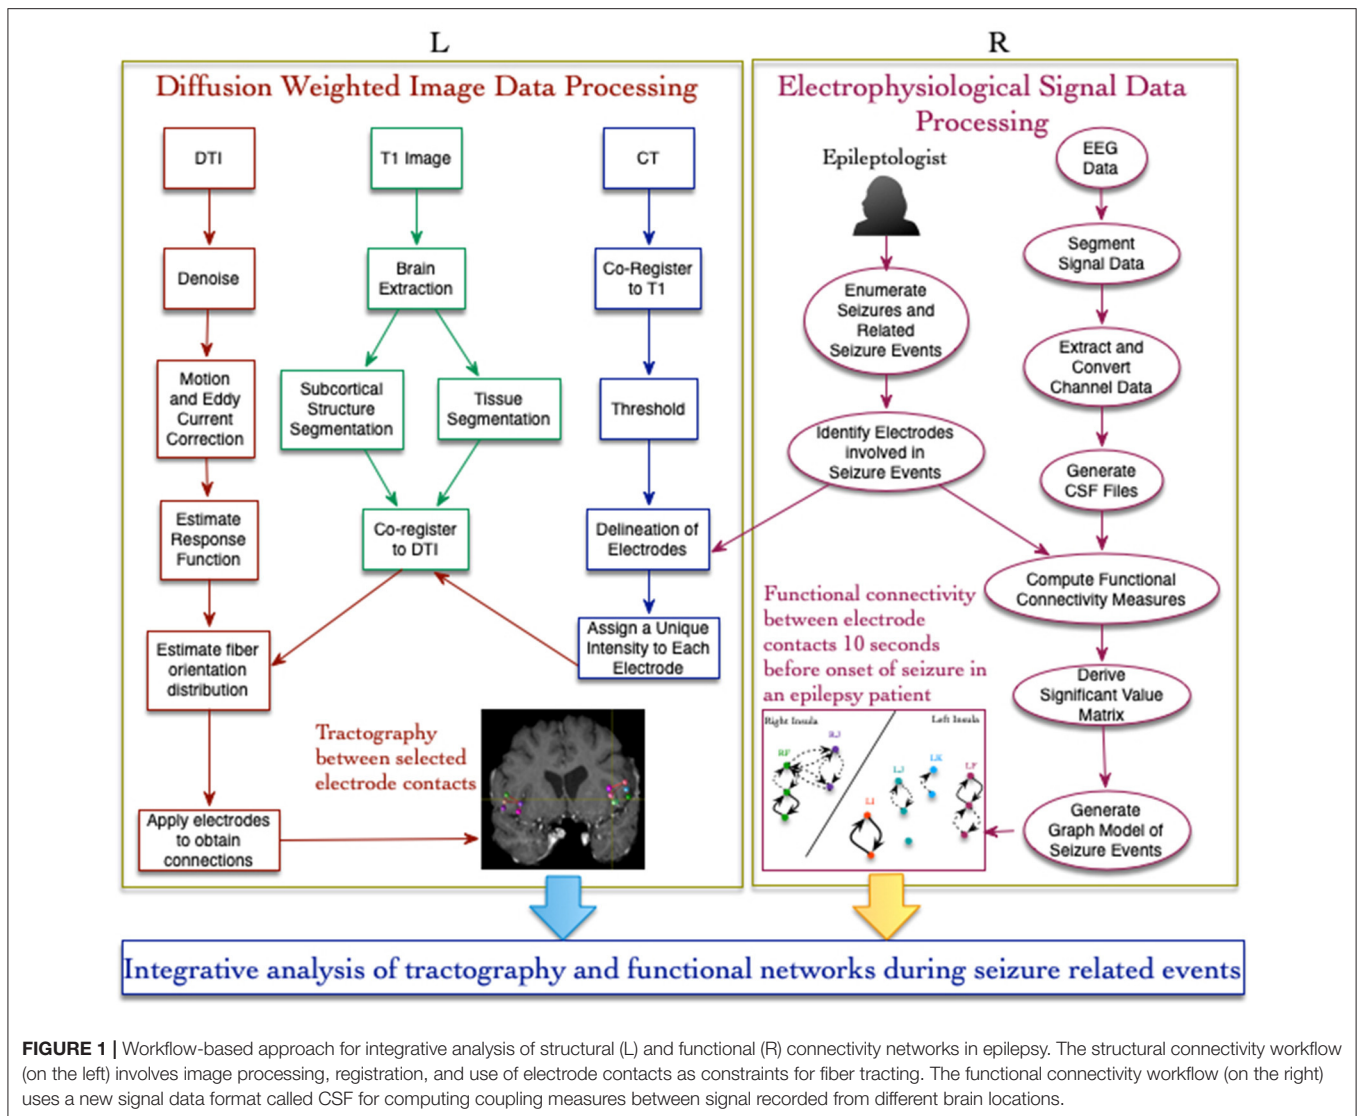 L
R
Diffusion Weighted Image Data Processing
DTI
T1 Image
CT
Denoise
Brain
Extraction
Co-Register
to T1
Motion
and Eddy
Current
Correction
Subcortical
Structure
Segmentation
Tissue
Segmentation
Threshold
Estimate
Response
Function
Co-register
to DTI
Delineation of
Electrodes
Estimate fiber
orientation
distribution
Assign a Unique
Intensity to Each
Electrode
Tractography
between selected
electrode contacts
Apply electrodes
to obtain
connections
Electrophysiological Signal Data
Processing
Epileptologist
EEG
Data
Segment
Signal Data
Enumerate
Seizures and
Related
Seizure Events
Extract and
Convert
Channel Data
Identify Electrodes
involved in
Seizure Events
Generate
CSF Files
Compute Functional
Connectivity Measures
Functional connectivity
between electrode
contacts 10 seconds
before onset of seizure in
an epilepsy patient
Derive
Significant Value
Matrix
Right Insula
Left Insula
RF
RJ
LK
LJ
LF
LI
Generate
Graph Model of
Seizure Events
Integrative analysis of tractography and functional networks during seizure related events
FIGURE 1 | Workflow-based approach for integrative analysis of structural (L) and functional (R) connectivity networks in epilepsy. The structural connectivity workflow
(on the left) involves image processing, registration, and use of electrode contacts as constraints for fiber tracting. The functional connectivity workflow (on the right)
uses a new signal data format called CSF for computing coupling measures between signal recorded from different brain locations.